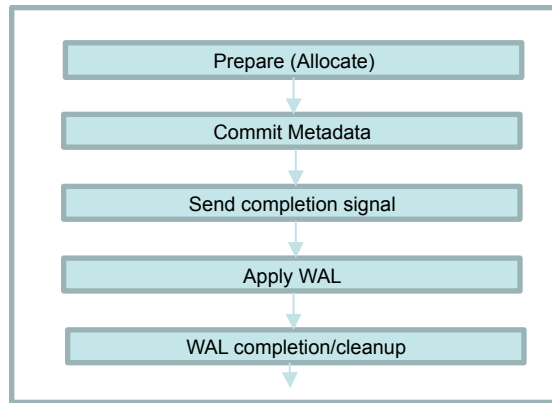 Prepare (Allocate)
Commit Metadata
Send completion signal
Apply WAL
WAL completion/cleanup